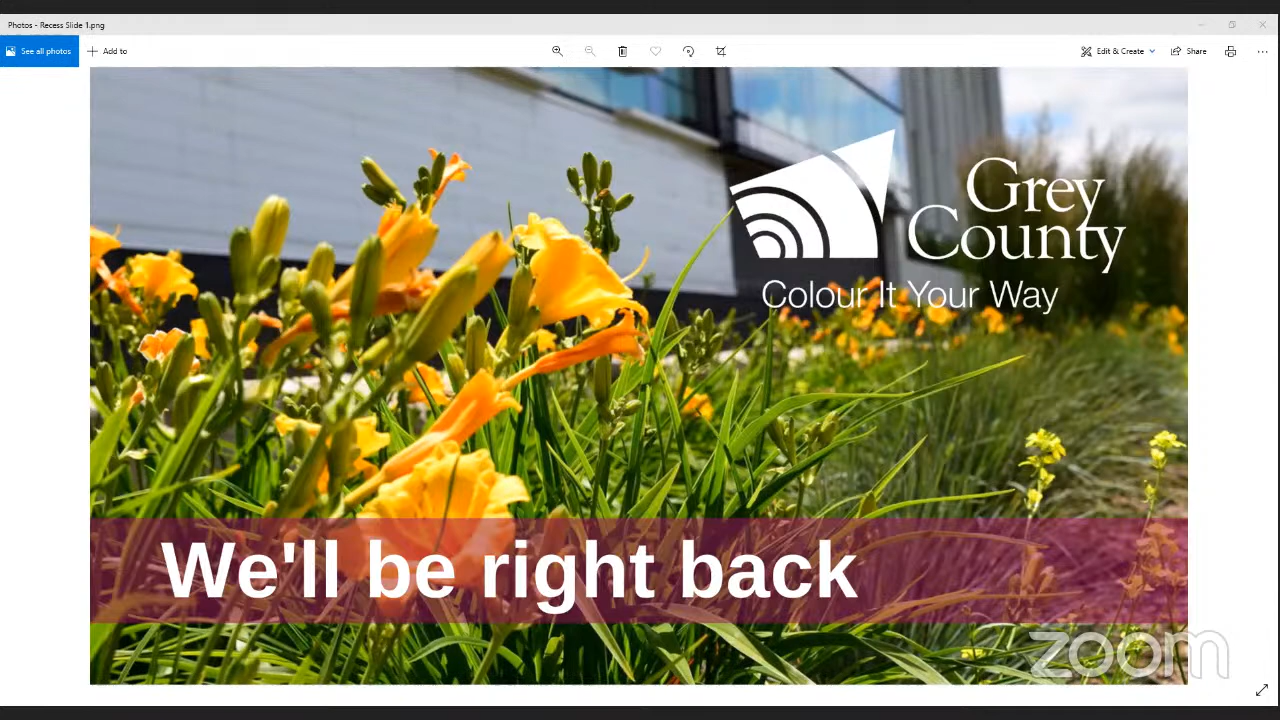 Photos - Recess Slide 1.png
See all photos
Add to
Edit & Create
Share
Grey
County
Colour It Your Way
We'll be right back
zoom